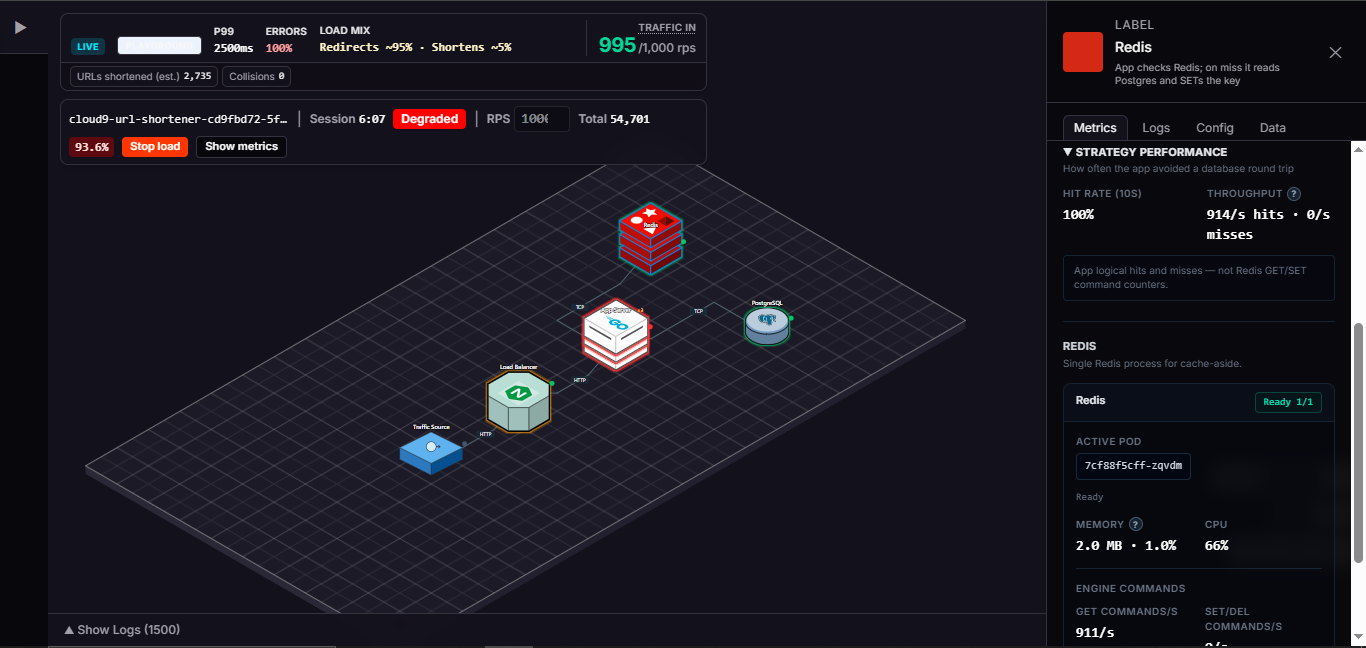 LIVE
P99
2500ms
ERRORS
100%
LOAD MIX
Redirects ~95% · Shortens ~5%
TRAFFIC IN
995/1,000 rps
URLs shortened (est.) 2,735
Collisions 0
cloud9-url-shortener-cd9fbd72-5f…
Session 6:07
Degraded
RPS
Total 54,701
93.6%
Stop load
Show metrics
Redis
TCP
TCP
PostgreSQL
Load Balancer
HTTP
Traffic Source
HTTP
▲ Show Logs (1500)
LABEL
Redis
App checks Redis; on miss it reads
Postgres and SETs the key
Metrics
Logs
Config
Data
▼ STRATEGY PERFORMANCE
How often the app avoided a database round trip
HIT RATE (10S)
100%
THROUGHPUT ?
914/s hits · 0/s
misses
App logical hits and misses — not Redis GET/SET
command counters.
REDIS
Single Redis process for cache-aside.
Redis
Ready 1/1
ACTIVE POD
7cf88f5cff-zqvdm
Ready
MEMORY ?
2.0 MB · 1.0%
CPU
66%
ENGINE COMMANDS
GET COMMANDS/S
911/s
SET/DEL
COMMANDS/S